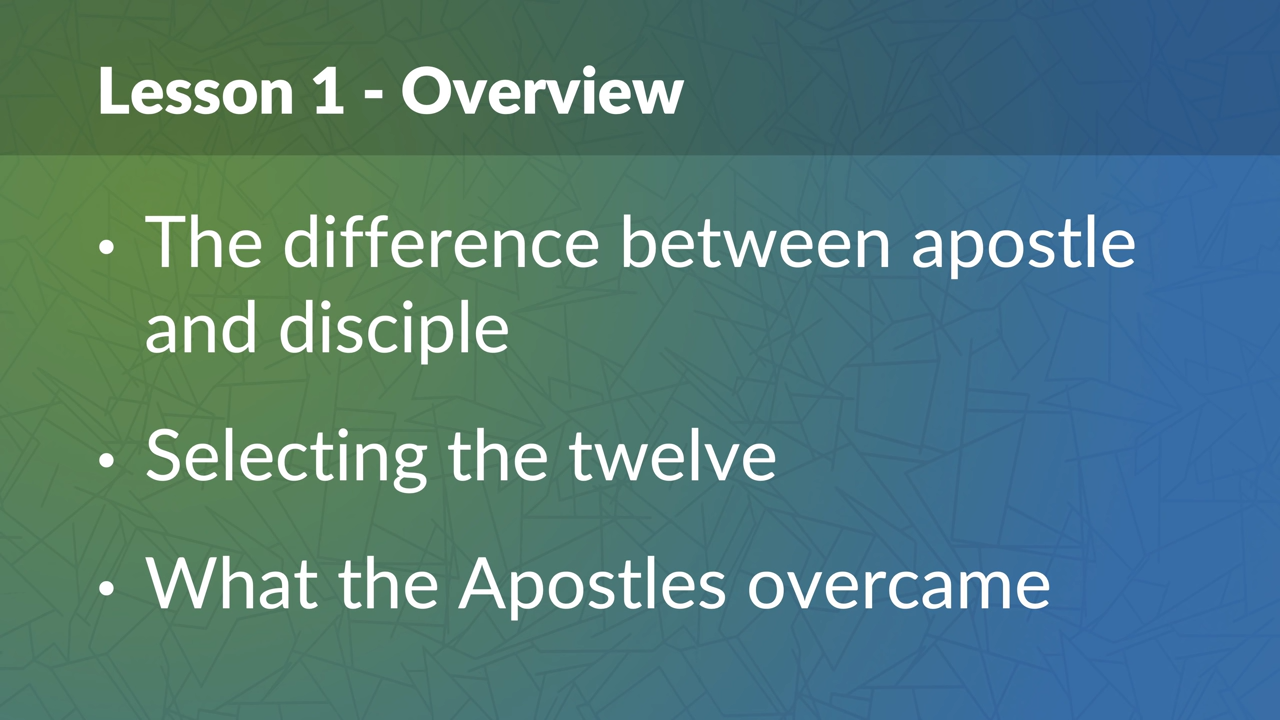 Lesson 1 - Overview
• The difference between apostle
and disciple
• Selecting the twelve
• What the Apostles overcame